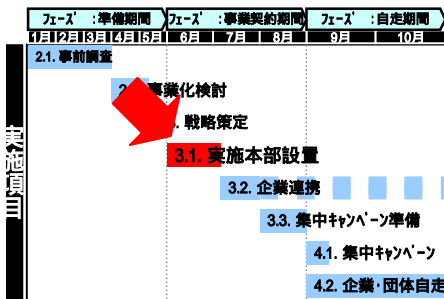 フェーズ :準備期間 フェーズ :事業契約期間 フェーズ :自走期間
1月 2月 3月 4月 5月 6月 7月 8月 9月 10月
実施項目
2.1. 事前調査
事業化検討
. 戦略策定
3.1. 実施本部設置
3.2. 企業連携
3.3. 集中キャンペーン準備
4.1. 集中キャンペーン
4.2. 企業・団体自走